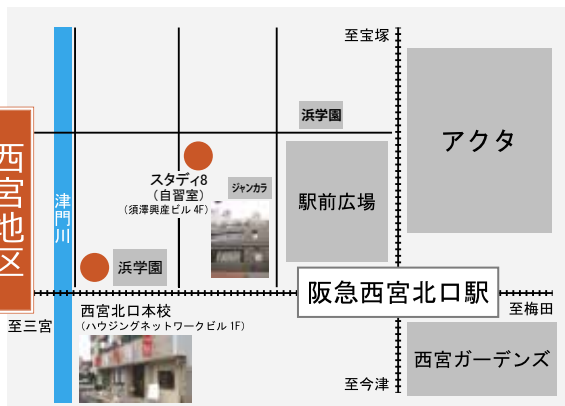 至宝塚
浜学園
アクタ
西宮地区
スタディ8
（自習室）
（須澤興産ビル 4F）
ジャンカラ
駅前広場
津門川
浜学園
阪急西宮北口駅
至梅田
至三宮
西宮北口本校
（ハウジングネットワークビル 1F）
西宮ガーデンズ
至今津